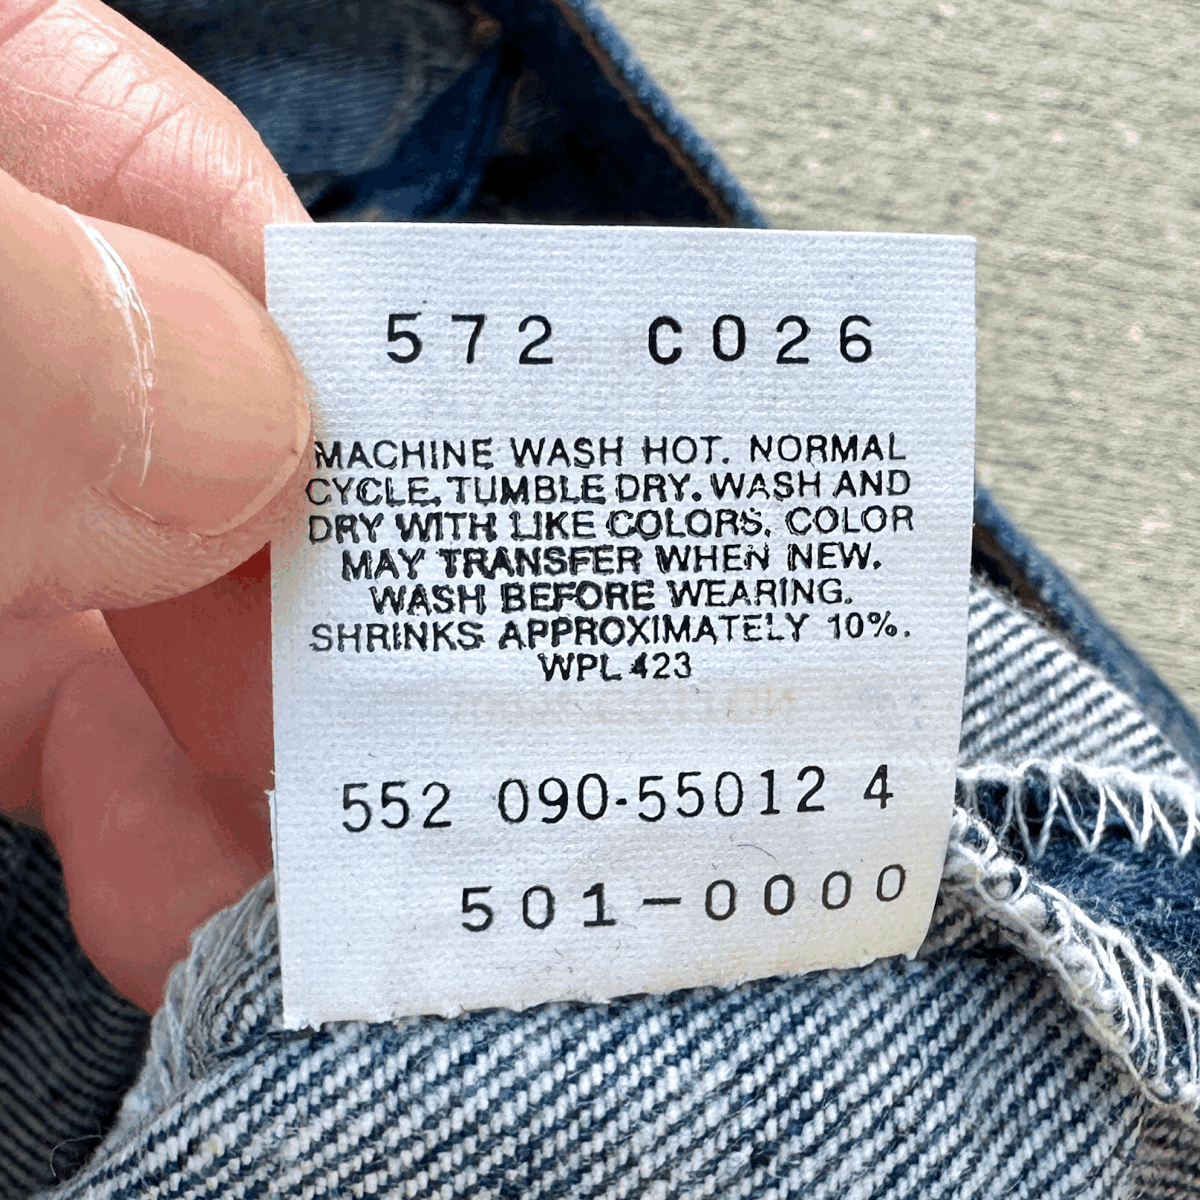 572 C026
MACHINE WASH HOT. NORMAL
CYCLE. TUMBLE DRY. WASH AND
DRY WITH LIKE COLORS. COLOR
MAY TRANSFER WHEN NEW.
WASH BEFORE WEARING.
SHRINKS APPROXIMATELY 10%.
WPL 423
552 090-55012 4
501-0000